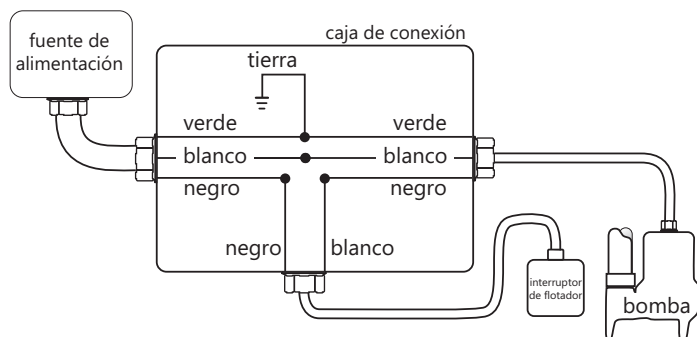 fuente de
alimentación
caja de conexión
tierra
verde
verde
blanco
blanco
negro
negro
negro
blanco
interruptor
de flotador
bomba